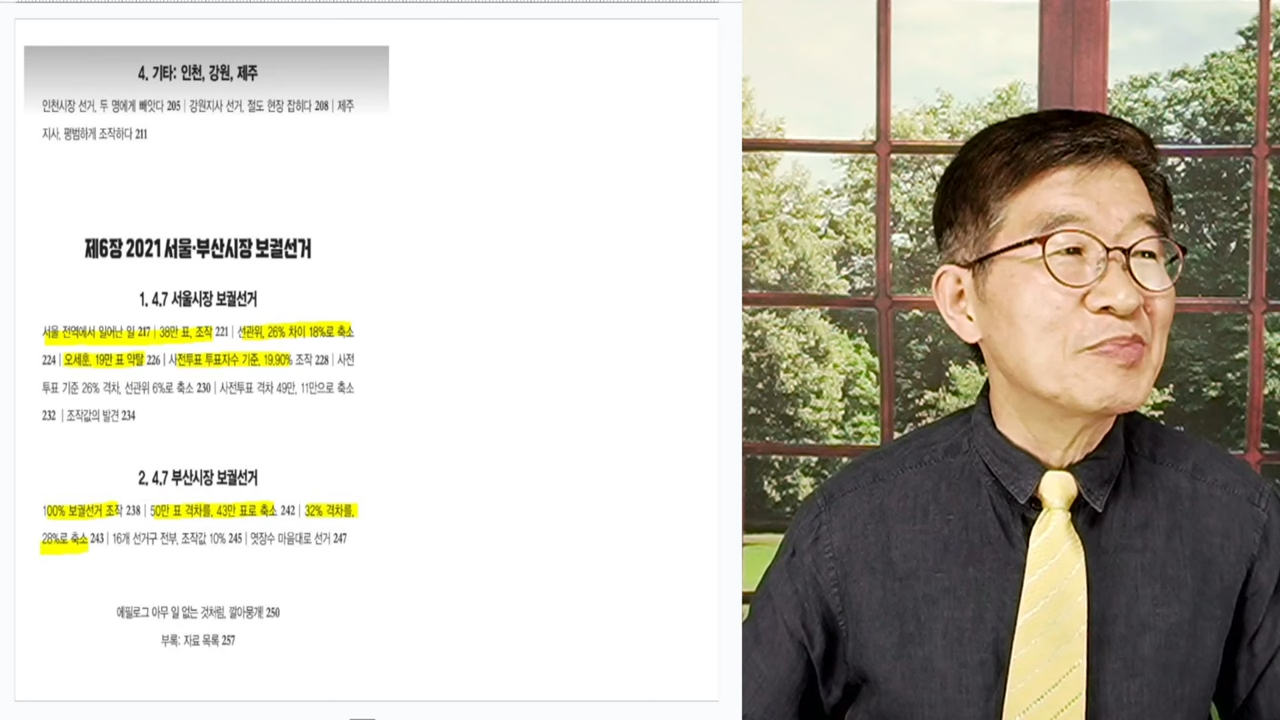 4. 기타: 인천, 강원, 제주
인천시장 선거, 두 명에게 빼앗다 205 | 강원지사 선거, 절도 현장 잡히다 208 | 제주
지사, 평범하게 조작하다 211
제6장 2021 서울·부산시장 보궐선거
1. 4.7 서울시장 보궐선거
서울 전역에서 일어난 일 217 | 38만 표, 조작 221 | 선관위, 26% 차이 18%로 축소
224 | 오세훈, 19만 표 약탈 226 | 사전투표 투표자수 기준, 19.90% 조작 228 | 사전
투표 기준 26% 격차, 선관위 6%로 축소 230 | 사전투표 격차 49만, 11만으로 축소
232 | 조작값의 발견 234
2. 4.7 부산시장 보궐선거
100% 보궐선거 조작 238 | 50만 표 격차를, 43만 표로 축소 242 | 32% 격차를,
28%로 축소 243 | 16개 선거구 전부, 조작값 10% 245 | 엿장수 마음대로 선거 247
에필로그 아무 일 없는 것처럼, 깔아뭉개! 250
부록: 자료 목록 257